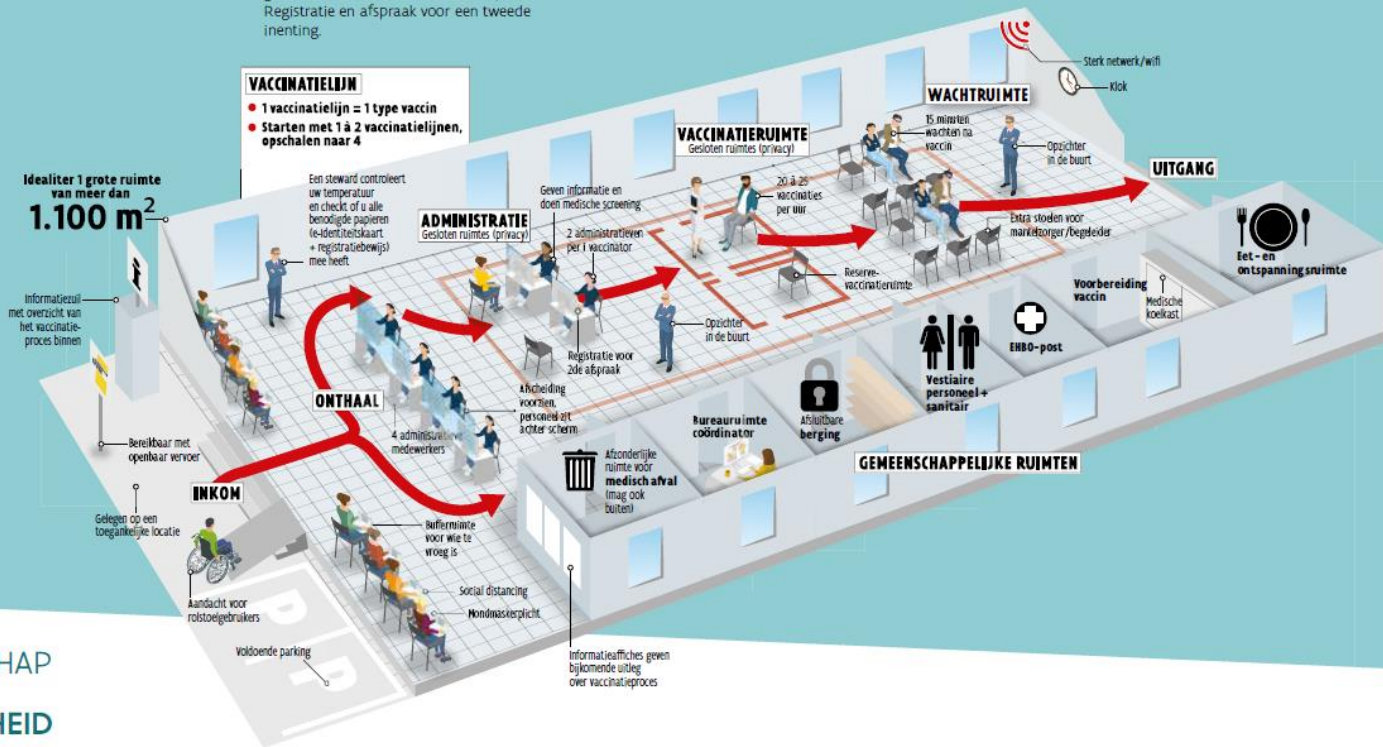 Registratie en afspraak voor een tweede
inenting.
VACCINATIELIJN
1 vaccinatielijn = 1 type vaccin
Starten met 1 à 2 vaccinatielijnen,
opschalen naar 4
Idealiter 1 grote ruimte
van meer dan
1.100 m²
Informatiezuil
met overzicht van
het vaccinatie-
proces binnen
Een steward controleert
uw temperatuur
en checkt of u alle
benodigde papieren
(e-identiteitskaart
+ registratiebewijs)
mee heeft
ADMINISTRATIE
Gesloten ruimtes (privacy)
Geven informatie en
doen medische screening
2 administratieven
per 1 vaccinator
Registratie voor
2de afspraak
VACCINATIERUIMTE
Gesloten ruimtes (privacy)
20 à 25
vaccinaties
per uur
Reserve-
vaccinatieruimte
Opzichter
in de buurt
WACHTRUIMTE
15 minuten
wachten na
vaccin
Opzichter
in de buurt
Extra stoelen voor
mantelzorger/begeleider
Sterk netwerk/wifi
Klok
UITGANG
Eet- en
ontspanningsruimte
Voorbereiding
vaccin
Medische
koelkast
EHBO-post
Vestiaire
personeel +
sanitair
Afsluitbare
berging
Bureauruimte
coördinator
Afzonderlijke
ruimte voor
medisch afval
(mag ook
buiten)
GEMEENSCHAPPELIJKE RUIMTEN
ONTHAAL
4 administratieve
medewerkers
Afscheiding
voorzien,
personeel zit
achter scherm
Bereikbaar met
openbaar vervoer
INKOM
Gelegen op een
toegankelijke locatie
Aandacht voor
rolstoelgebruikers
Bufferruimte
voor wie te
vroeg is
Social distancing
Mondmaskerplicht
Voldoende parking
P P P
Informatieaffiches geven
bijkomende uitleg
over vaccinatieproces
HAP
HEID